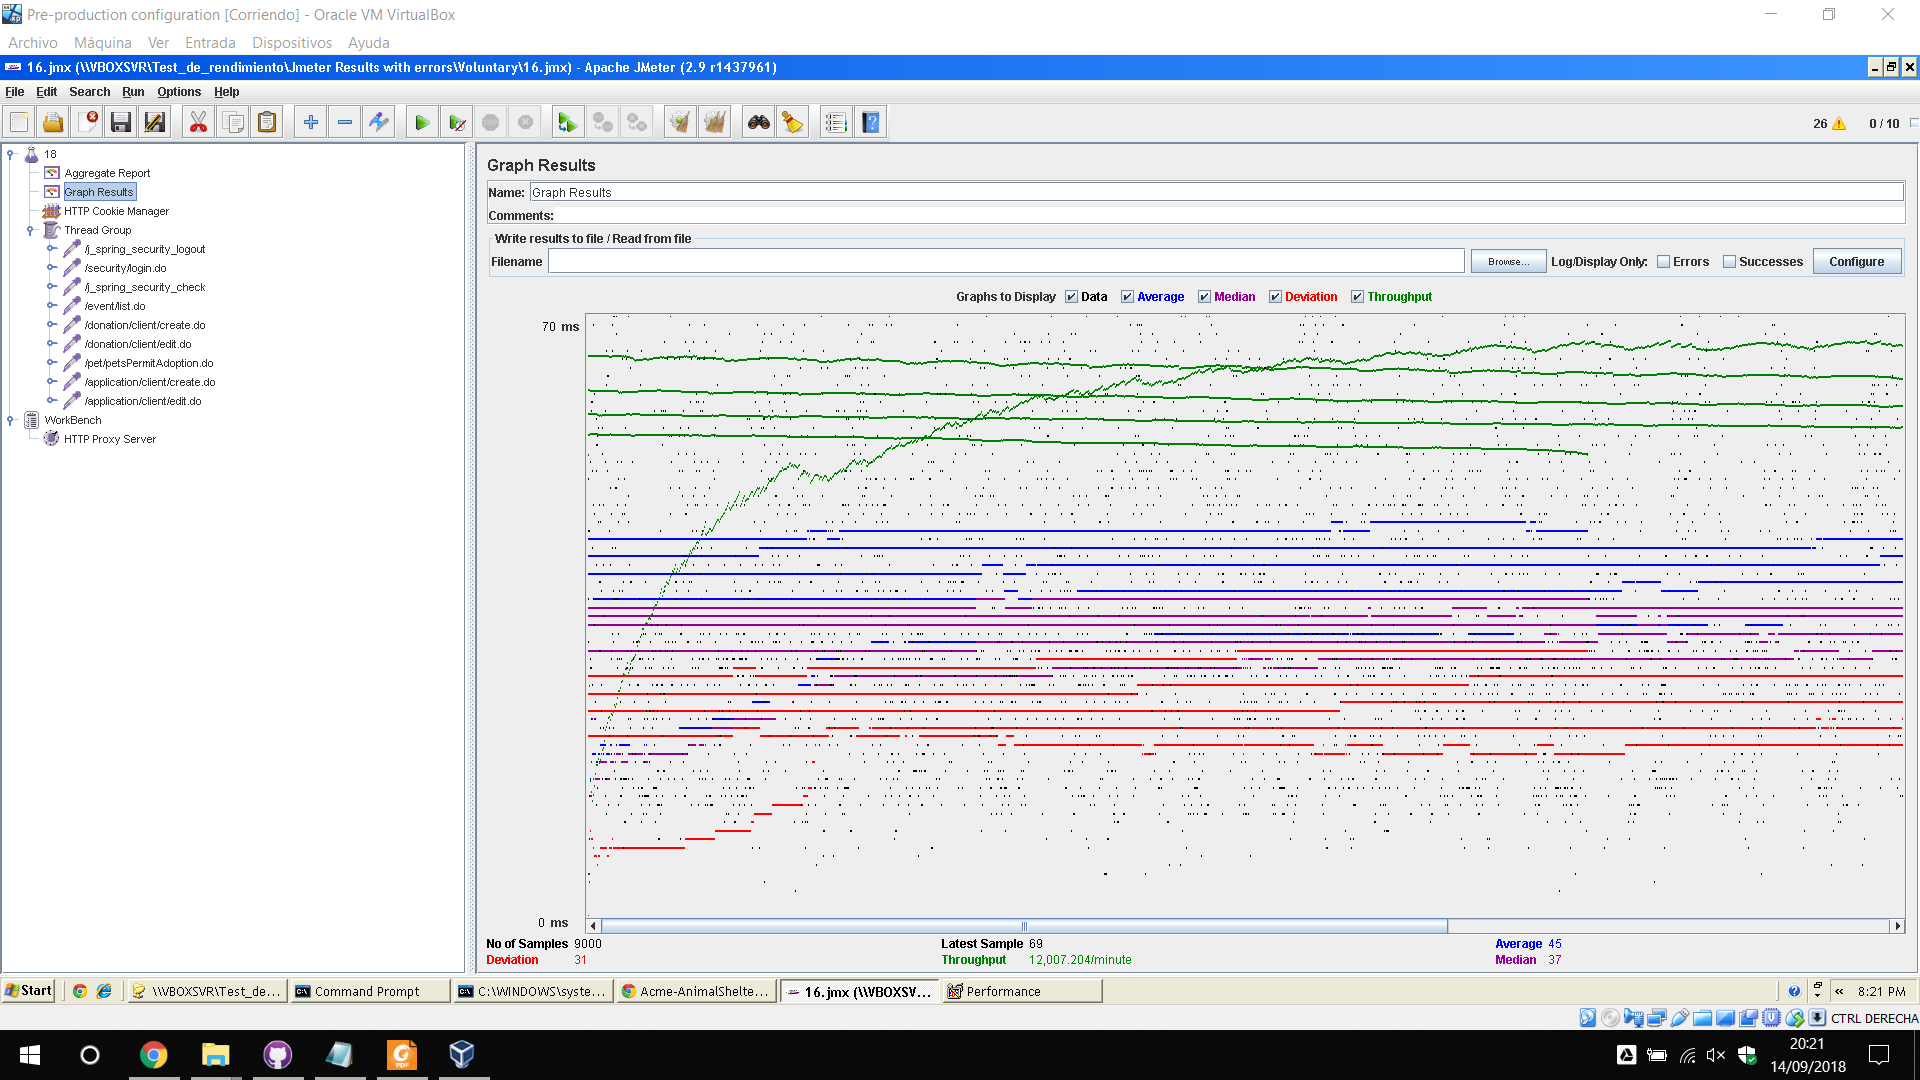 Pre-production configuration [Corriendo] - Oracle VM VirtualBox
Archivo Máquina Ver Entrada Dispositivos Ayuda
16.jmx (\\VBOXSVR\Test_de_rendimiento\Jmeter Results with errors\Voluntary\16.jmx) - Apache JMeter (2.9 r1437961)
File Edit Search Run Options Help
26 0 / 10
18
Aggregate Report
Graph Results
HTTP Cookie Manager
Thread Group
/j_spring_security_logout
/security/login.do
/j_spring_security_check
/event/list.do
/donation/client/create.do
/donation/client/edit.do
/pet/petsPermitAdoption.do
/application/client/create.do
/application/client/edit.do
WorkBench
HTTP Proxy Server
Graph Results
Name: Graph Results
Comments:
Write results to file / Read from file
Filename Browse... Log/Display Only: Errors Successes Configure
Graphs to Display Data Average Median Deviation Throughput
70 ms
0 ms
No of Samples 9000 Latest Sample 69 Average 45
Deviation 31 Throughput 12,007.204/minute Median 37
Start \\VBOXSVR\Test_de... Command Prompt C:\WINDOWS\syste... Acme-AnimalShelte... 16.jmx (\\VBOXSV... Performance « 8:21 PM
CTRL DERECHA
20:21
14/09/2018